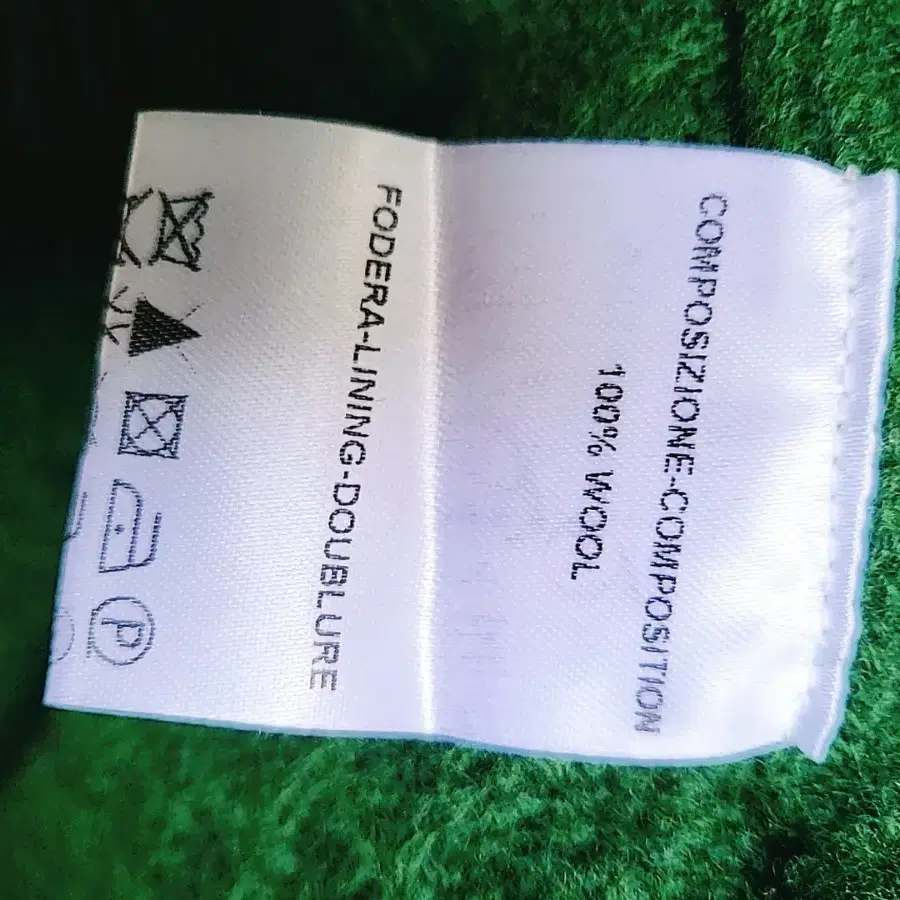 COMPOSIZIONE-COMPOSITION
100% WOOL
FODERA-LINING-DOUBLURE
P